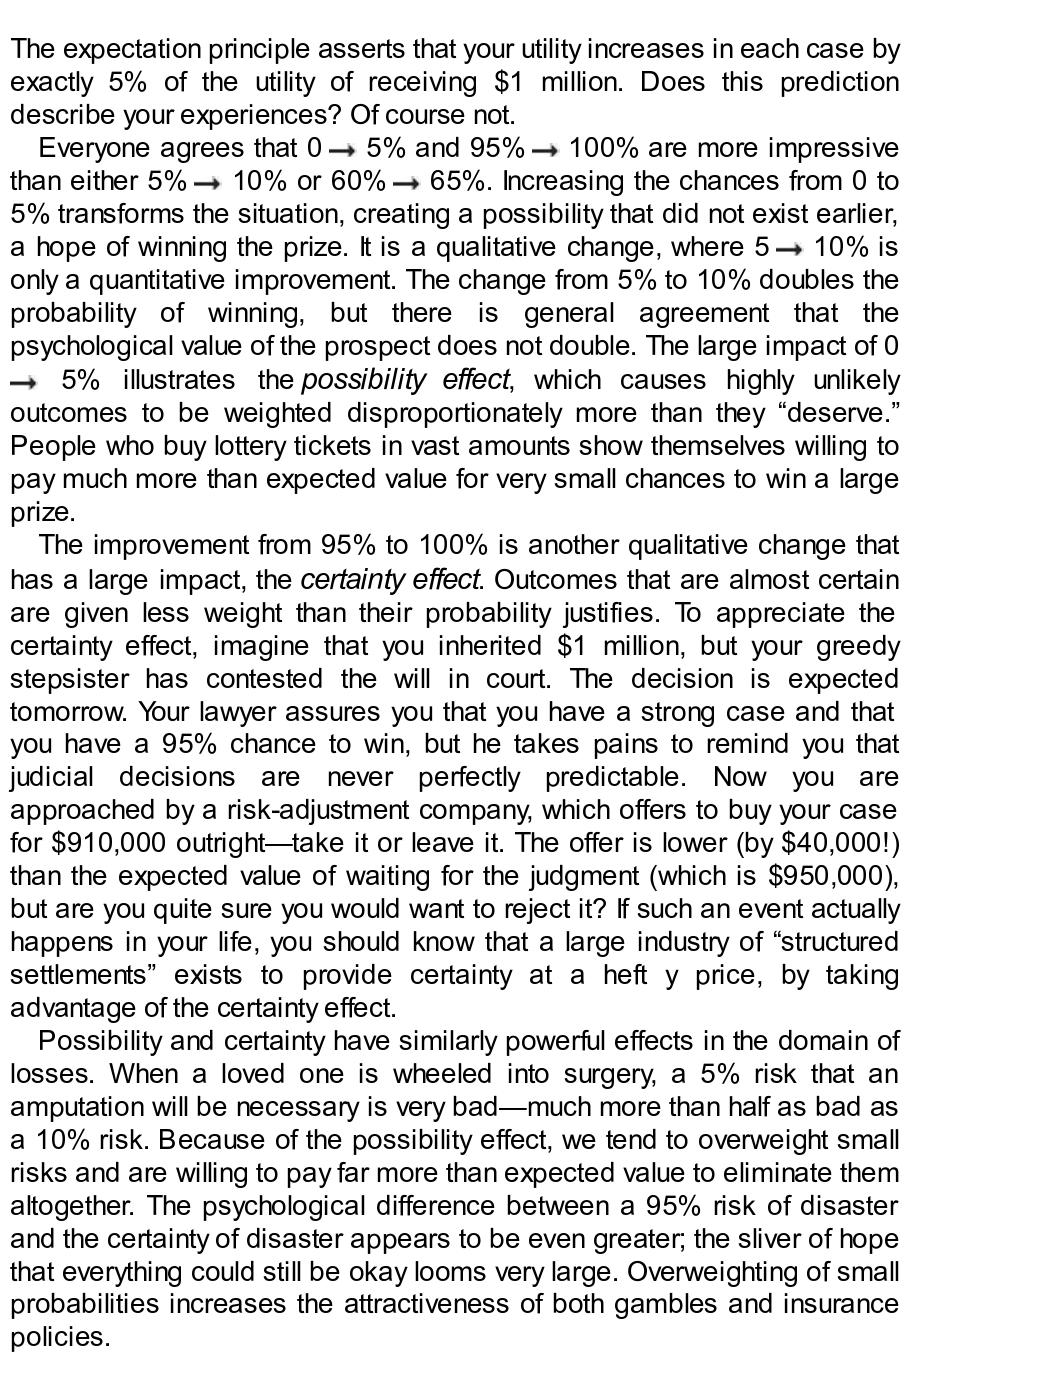 The expectation principle asserts that your utility increases in each case by
exactly 5% of the utility of receiving $1 million. Does this prediction
describe your experiences? Of course not.
Everyone agrees that 0 → 5% and 95% → 100% are more impressive
than either 5% → 10% or 60% → 65%. Increasing the chances from 0 to
5% transforms the situation, creating a possibility that did not exist earlier,
a hope of winning the prize. It is a qualitative change, where 5 → 10% is
only a quantitative improvement. The change from 5% to 10% doubles the
probability of winning, but there is general agreement that the
psychological value of the prospect does not double. The large impact of 0
→ 5% illustrates the possibility effect, which causes highly unlikely
outcomes to be weighted disproportionately more than they “deserve.”
People who buy lottery tickets in vast amounts show themselves willing to
pay much more than expected value for very small chances to win a large
prize.
The improvement from 95% to 100% is another qualitative change that
has a large impact, the certainty effect. Outcomes that are almost certain
are given less weight than their probability justifies. To appreciate the
certainty effect, imagine that you inherited $1 million, but your greedy
stepsister has contested the will in court. The decision is expected
tomorrow. Your lawyer assures you that you have a strong case and that
you have a 95% chance to win, but he takes pains to remind you that
judicial decisions are never perfectly predictable. Now you are
approached by a risk-adjustment company, which offers to buy your case
for $910,000 outright—take it or leave it. The offer is lower (by $40,000!)
than the expected value of waiting for the judgment (which is $950,000),
but are you quite sure you would want to reject it? If such an event actually
happens in your life, you should know that a large industry of “structured
settlements” exists to provide certainty at a heft y price, by taking
advantage of the certainty effect.
Possibility and certainty have similarly powerful effects in the domain of
losses. When a loved one is wheeled into surgery, a 5% risk that an
amputation will be necessary is very bad—much more than half as bad as
a 10% risk. Because of the possibility effect, we tend to overweight small
risks and are willing to pay far more than expected value to eliminate them
altogether. The psychological difference between a 95% risk of disaster
and the certainty of disaster appears to be even greater; the sliver of hope
that everything could still be okay looms very large. Overweighting of small
probabilities increases the attractiveness of both gambles and insurance
policies.